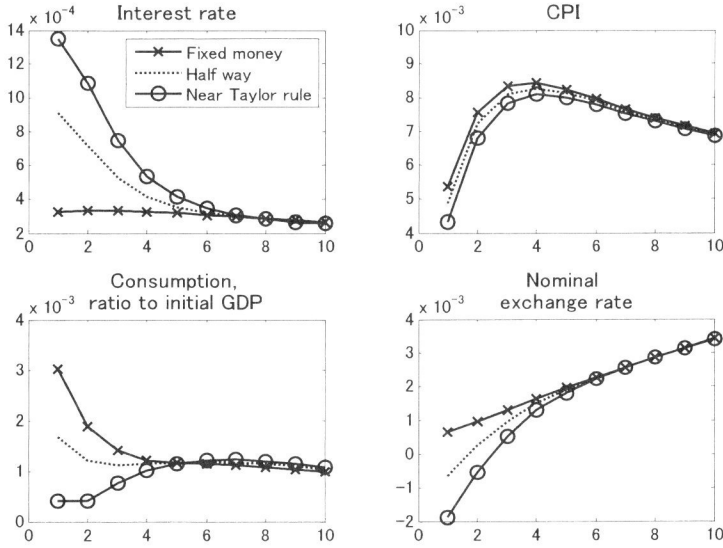 Interest rate
x 10⁻⁴
14
12
10
8
6
4
2
0 2 4 6 8 10
Fixed money
Half way
Near Taylor rule
CPI
x 10⁻³
9
8
7
6
5
4
0 2 4 6 8 10
Consumption,
ratio to initial GDP
x 10⁻³
4
3
2
1
0
0 2 4 6 8 10
Nominal
exchange rate
x 10⁻³
4
3
2
1
0
−1
−2
0 2 4 6 8 10